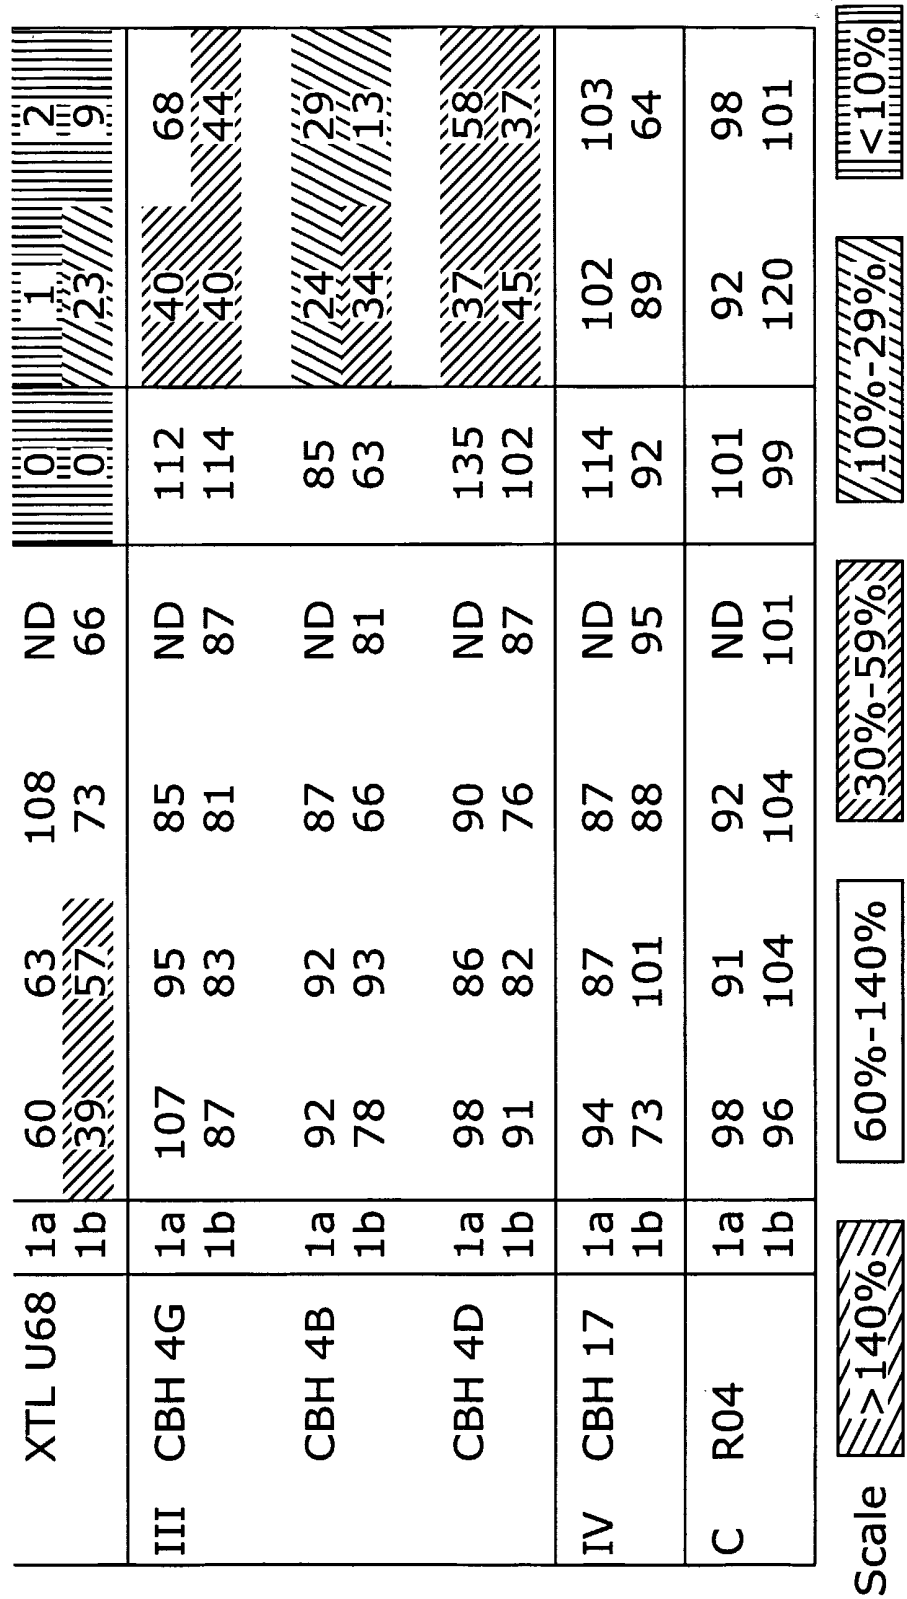 XTL U68 1a 60 63 108 ND 0 1 2
1b 39 57 73 66 0 23 9
III CBH 4G 1a 107 95 85 ND 112 40 68
1b 87 83 81 87 114 40 44
CBH 4B 1a 92 92 87 ND 85 24 29
1b 78 93 66 81 63 34 13
CBH 4D 1a 98 86 90 ND 135 37 58
1b 91 82 76 87 102 45 37
IV CBH 17 1a 94 87 87 ND 114 102 103
1b 73 101 88 95 92 89 64
C R04 1a 98 91 92 ND 101 92 98
1b 96 104 104 101 99 120 101
Scale >140% 60%-140% 30%-59% 10%-29% <10%